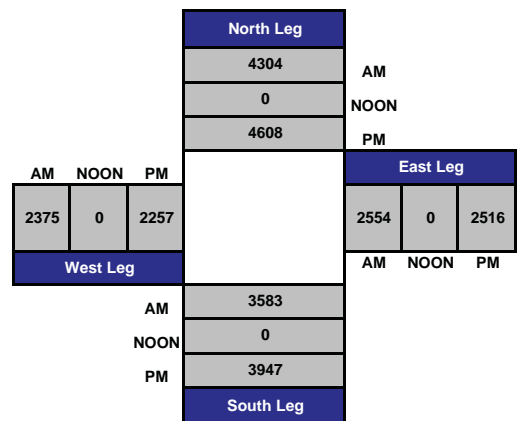 North Leg
4304
AM
0
NOON
4608
PM
East Leg
AM NOON PM
2375 0 2257
2554 0 2516
West Leg
AM NOON PM
AM
3583
NOON
0
PM
3947
South Leg